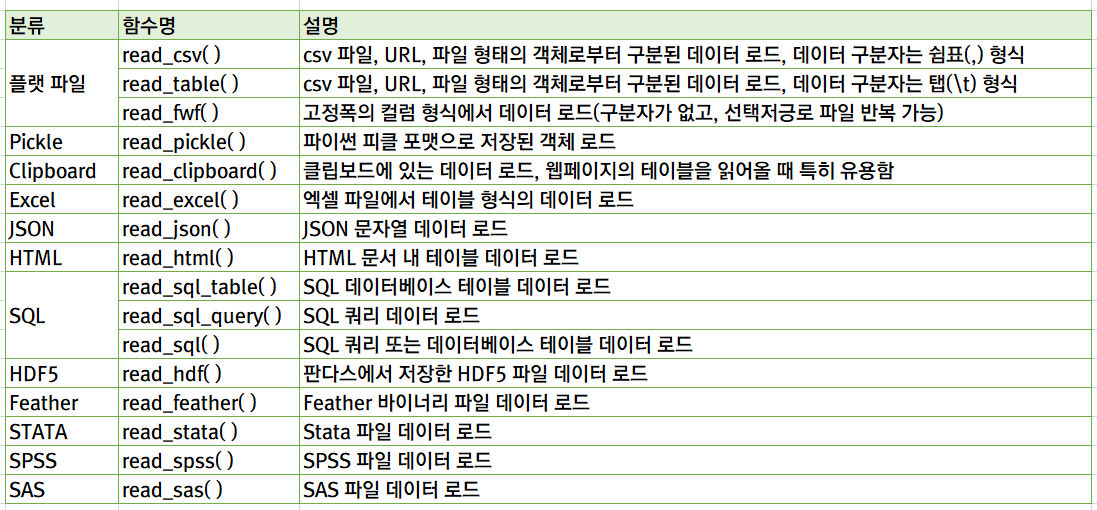 분류 함수명 설명
플랫 파일 read_csv( ) csv 파일, URL, 파일 형태의 객체로부터 구분된 데이터 로드, 데이터 구분자는 쉼표(,) 형식
read_table( ) csv 파일, URL, 파일 형태의 객체로부터 구분된 데이터 로드, 데이터 구분자는 탭(\t) 형식
read_fwf( ) 고정폭의 컬럼 형식에서 데이터 로드(구분자가 없고, 선택저긍로 파일 반복 가능)
Pickle read_pickle( ) 파이썬 피클 포맷으로 저장된 객체 로드
Clipboard read_clipboard( ) 클립보드에 있는 데이터 로드, 웹페이지의 테이블을 읽어올 때 특히 유용함
Excel read_excel( ) 엑셀 파일에서 테이블 형식의 데이터 로드
JSON read_json( ) JSON 문자열 데이터 로드
HTML read_html( ) HTML 문서 내 테이블 데이터 로드
SQL read_sql_table( ) SQL 데이터베이스 테이블 데이터 로드
read_sql_query( ) SQL 쿼리 데이터 로드
read_sql( ) SQL 쿼리 또는 데이터베이스 테이블 데이터 로드
HDF5 read_hdf( ) 판다스에서 저장한 HDF5 파일 데이터 로드
Feather read_feather( ) Feather 바이너리 파일 데이터 로드
STATA read_stata( ) Stata 파일 데이터 로드
SPSS read_spss( ) SPSS 파일 데이터 로드
SAS read_sas( ) SAS 파일 데이터 로드